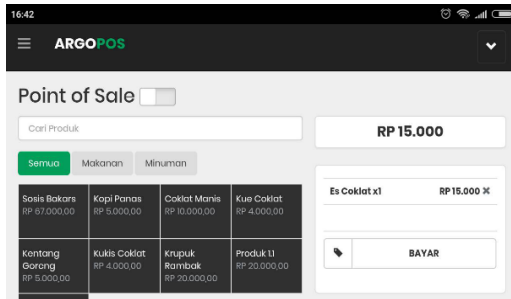 16:42
ARGOPOS
Point of Sale
Cari Produk
RP 15.000
Semua
Makanan
Minuman
Sosis Bakars
RP 67.000,00
Kopi Panas
RP 5.000,00
Coklat Manis
RP 10.000,00
Kue Coklat
RP 4.000,00
Es Coklat x1
RP 15.000 ✖
Kentang
Goreng
RP 5.000,00
Kukis Coklat
RP 4.000,00
Krupuk
Rambak
RP 20.000,00
Produk 1.1
RP 20.000,00
BAYAR